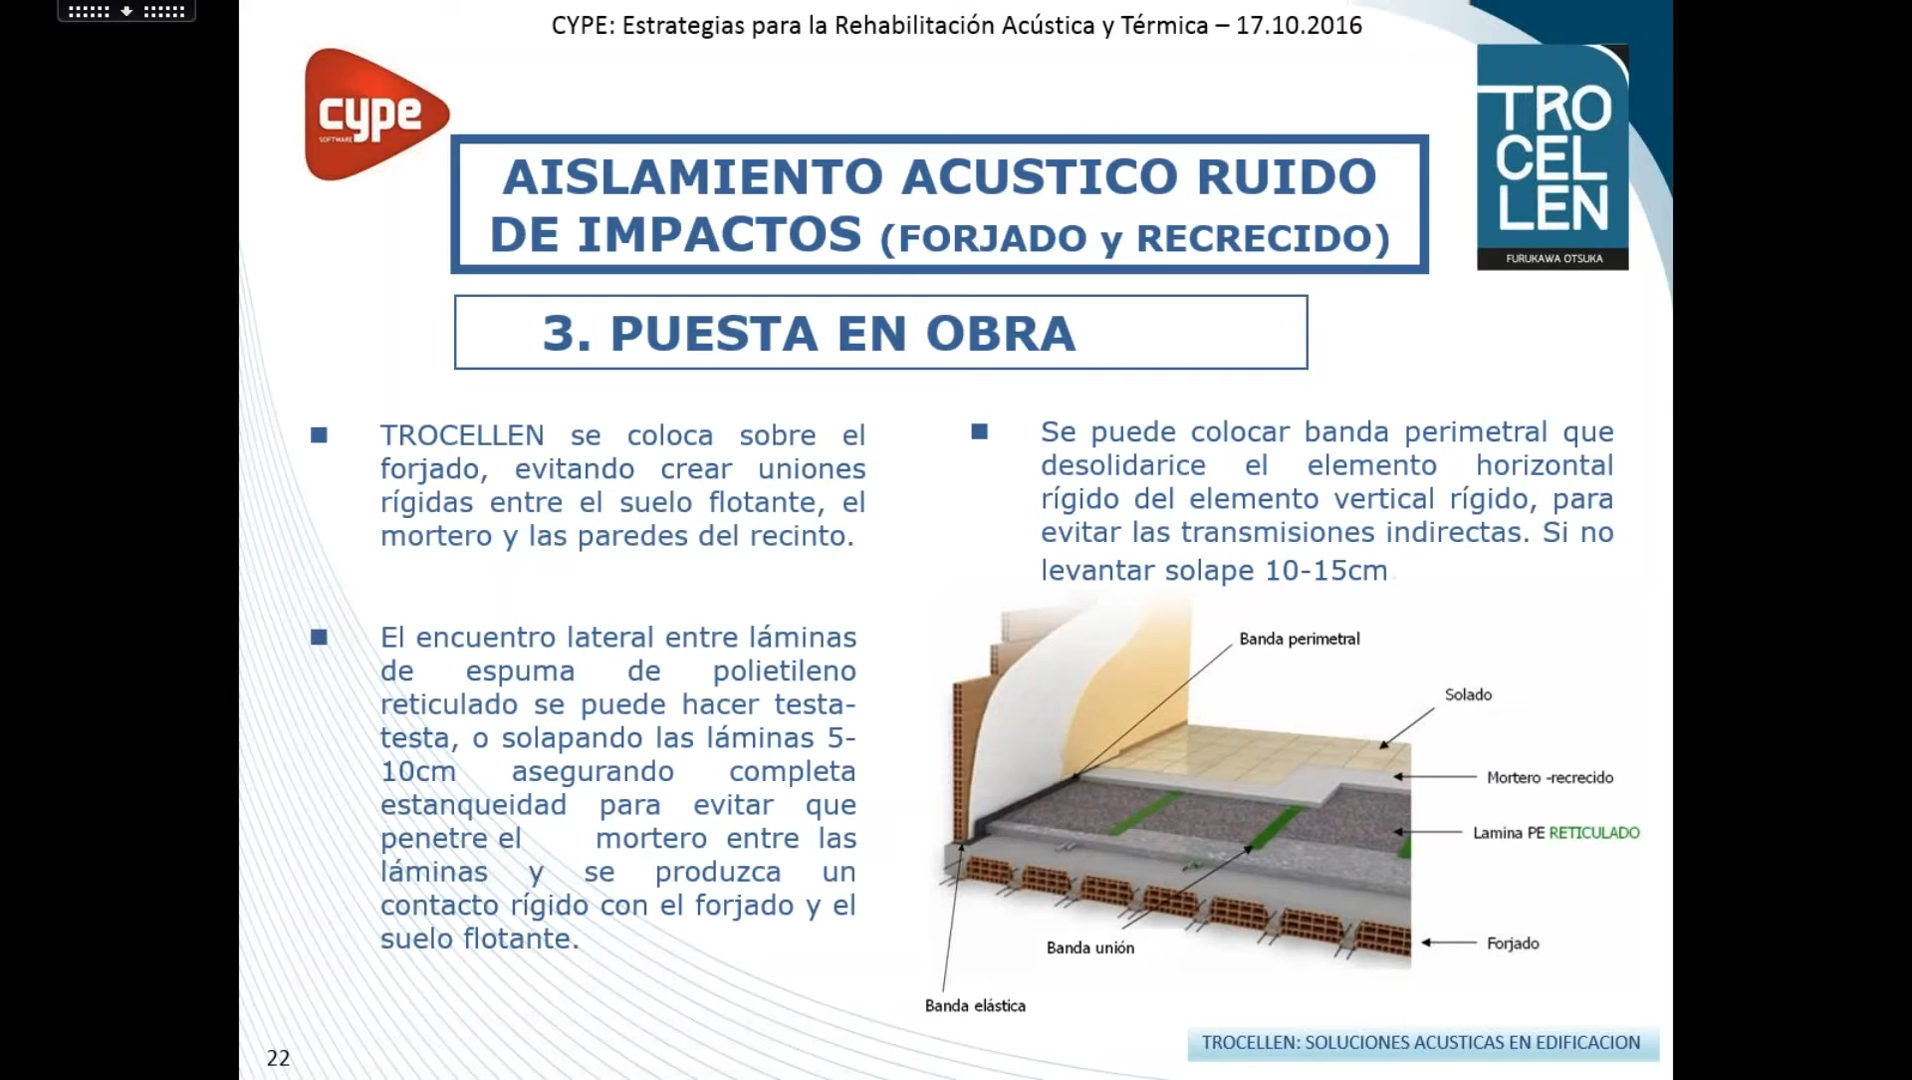 CYPE: Estrategias para la Rehabilitación Acústica y Térmica – 17.10.2016
cype
SOFTWARE
TRO
CEL
LEN
FURUKAWA OTSUKA
AISLAMIENTO ACUSTICO RUIDO
DE IMPACTOS (FORJADO y RECRECIDO)
3. PUESTA EN OBRA
TROCELLEN se coloca sobre el
forjado, evitando crear uniones
rígidas entre el suelo flotante, el
mortero y las paredes del recinto.
El encuentro lateral entre láminas
de espuma de polietileno
reticulado se puede hacer testa-
testa, o solapando las láminas 5-
10cm asegurando completa
estanqueidad para evitar que
penetre el mortero entre las
láminas y se produzca un
contacto rígido con el forjado y el
suelo flotante.
Se puede colocar banda perimetral que
desolidarice el elemento horizontal
rígido del elemento vertical rígido, para
evitar las transmisiones indirectas. Si no
levantar solape 10-15cm.
Banda perimetral
Solado
Mortero -recrecido
Lamina PE RETICULADO
Banda unión
Forjado
Banda elástica
TROCELLEN: SOLUCIONES ACUSTICAS EN EDIFICACION
22